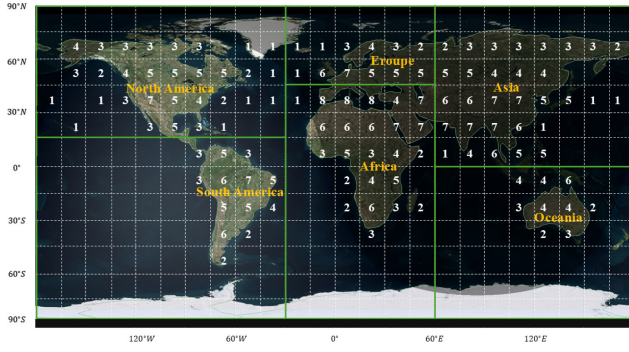 90°N
4 3 3 3 3 3 1 1 1 1 3 4 3 2 2 3 3 3 3 3 3 2
60°N
Eroupe
3 2 4 5 5 5 5 2 1 1 6 7 5 5 5 5 5 4 4 4
North America
Asia
1 1 3 7 5 4 2 1 1 1 8 8 8 4 7 6 6 7 7 5 5 1 1
30°N
1 3 5 3 1 6 6 6 7 7 7 7 7 6 1
3 5 3 3 5 3 4 2 1 4 6 5 5
0°
Africa
3 6 7 5 2 4 5 4 4 6
South America
5 5 4 2 6 3 2 3 4 4 2
Oceania
30°S
6 2 3 2 3
2
60°S
90°S
120°W 60°W 0° 60°E 120°E